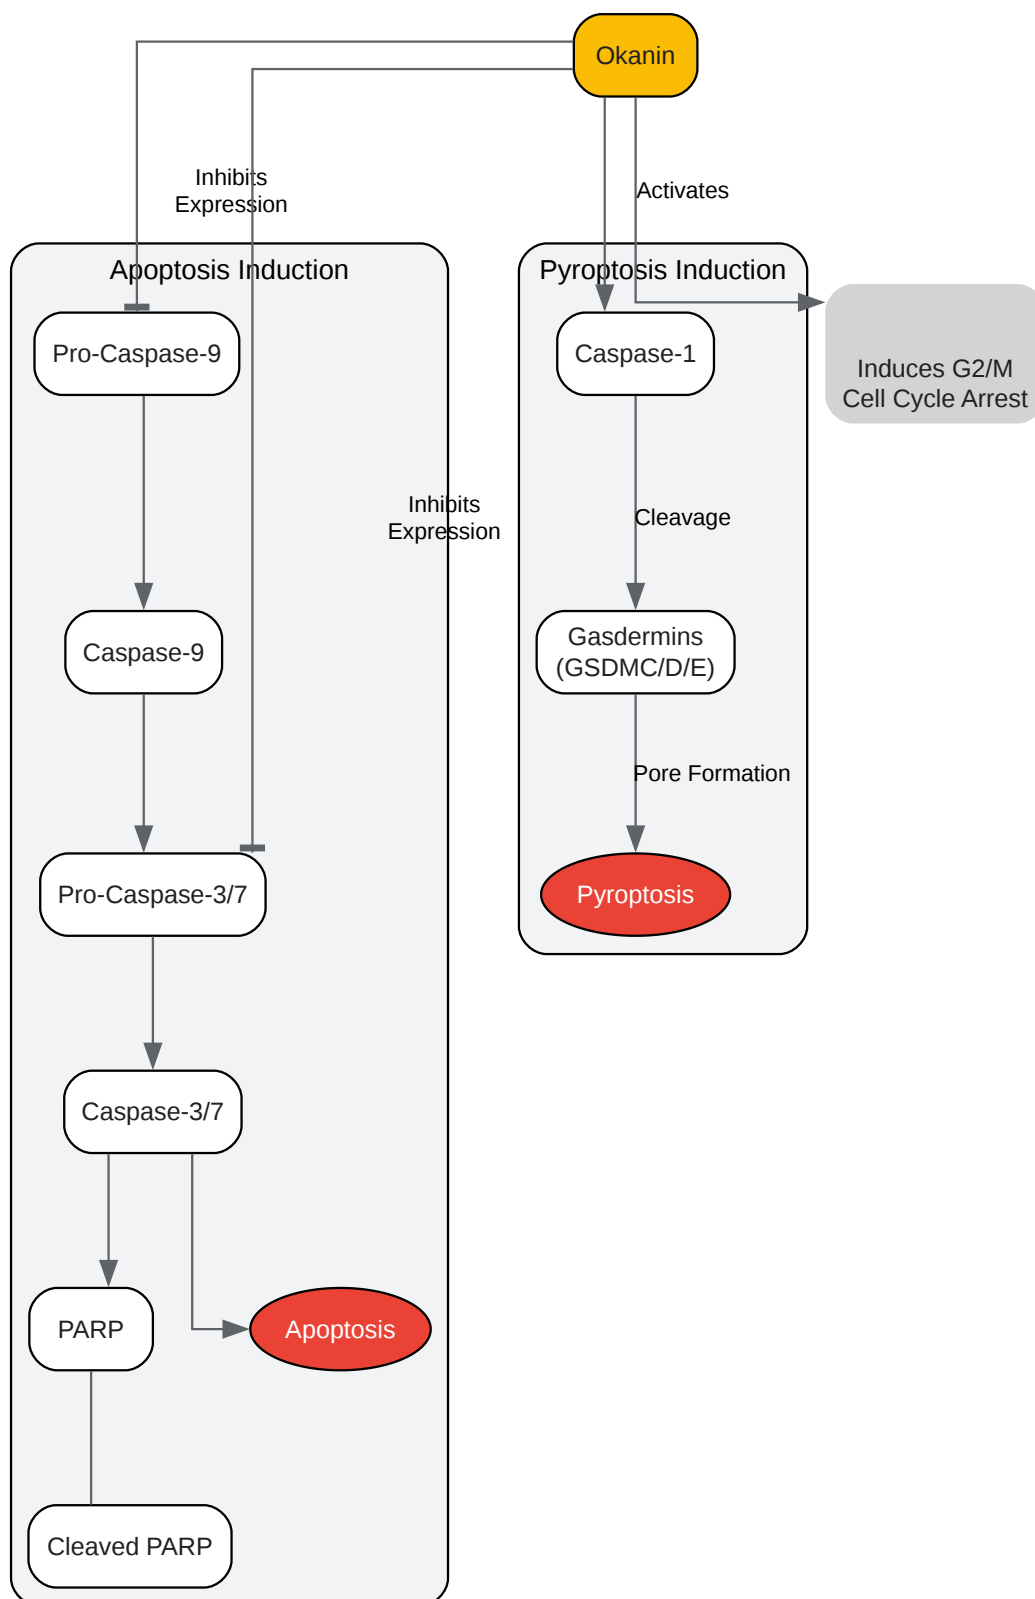 Okanin
Inhibits
Expression
Activates
Apoptosis Induction
Pyroptosis Induction
Pro-Caspase-9
Caspase-1
Induces G2/M
Cell Cycle Arrest
Inhibits
Expression
Cleavage
Caspase-9
Gasdermins
(GSDMC/D/E)
Pore Formation
Pro-Caspase-3/7
Pyroptosis
Caspase-3/7
PARP
Apoptosis
Cleaved PARP